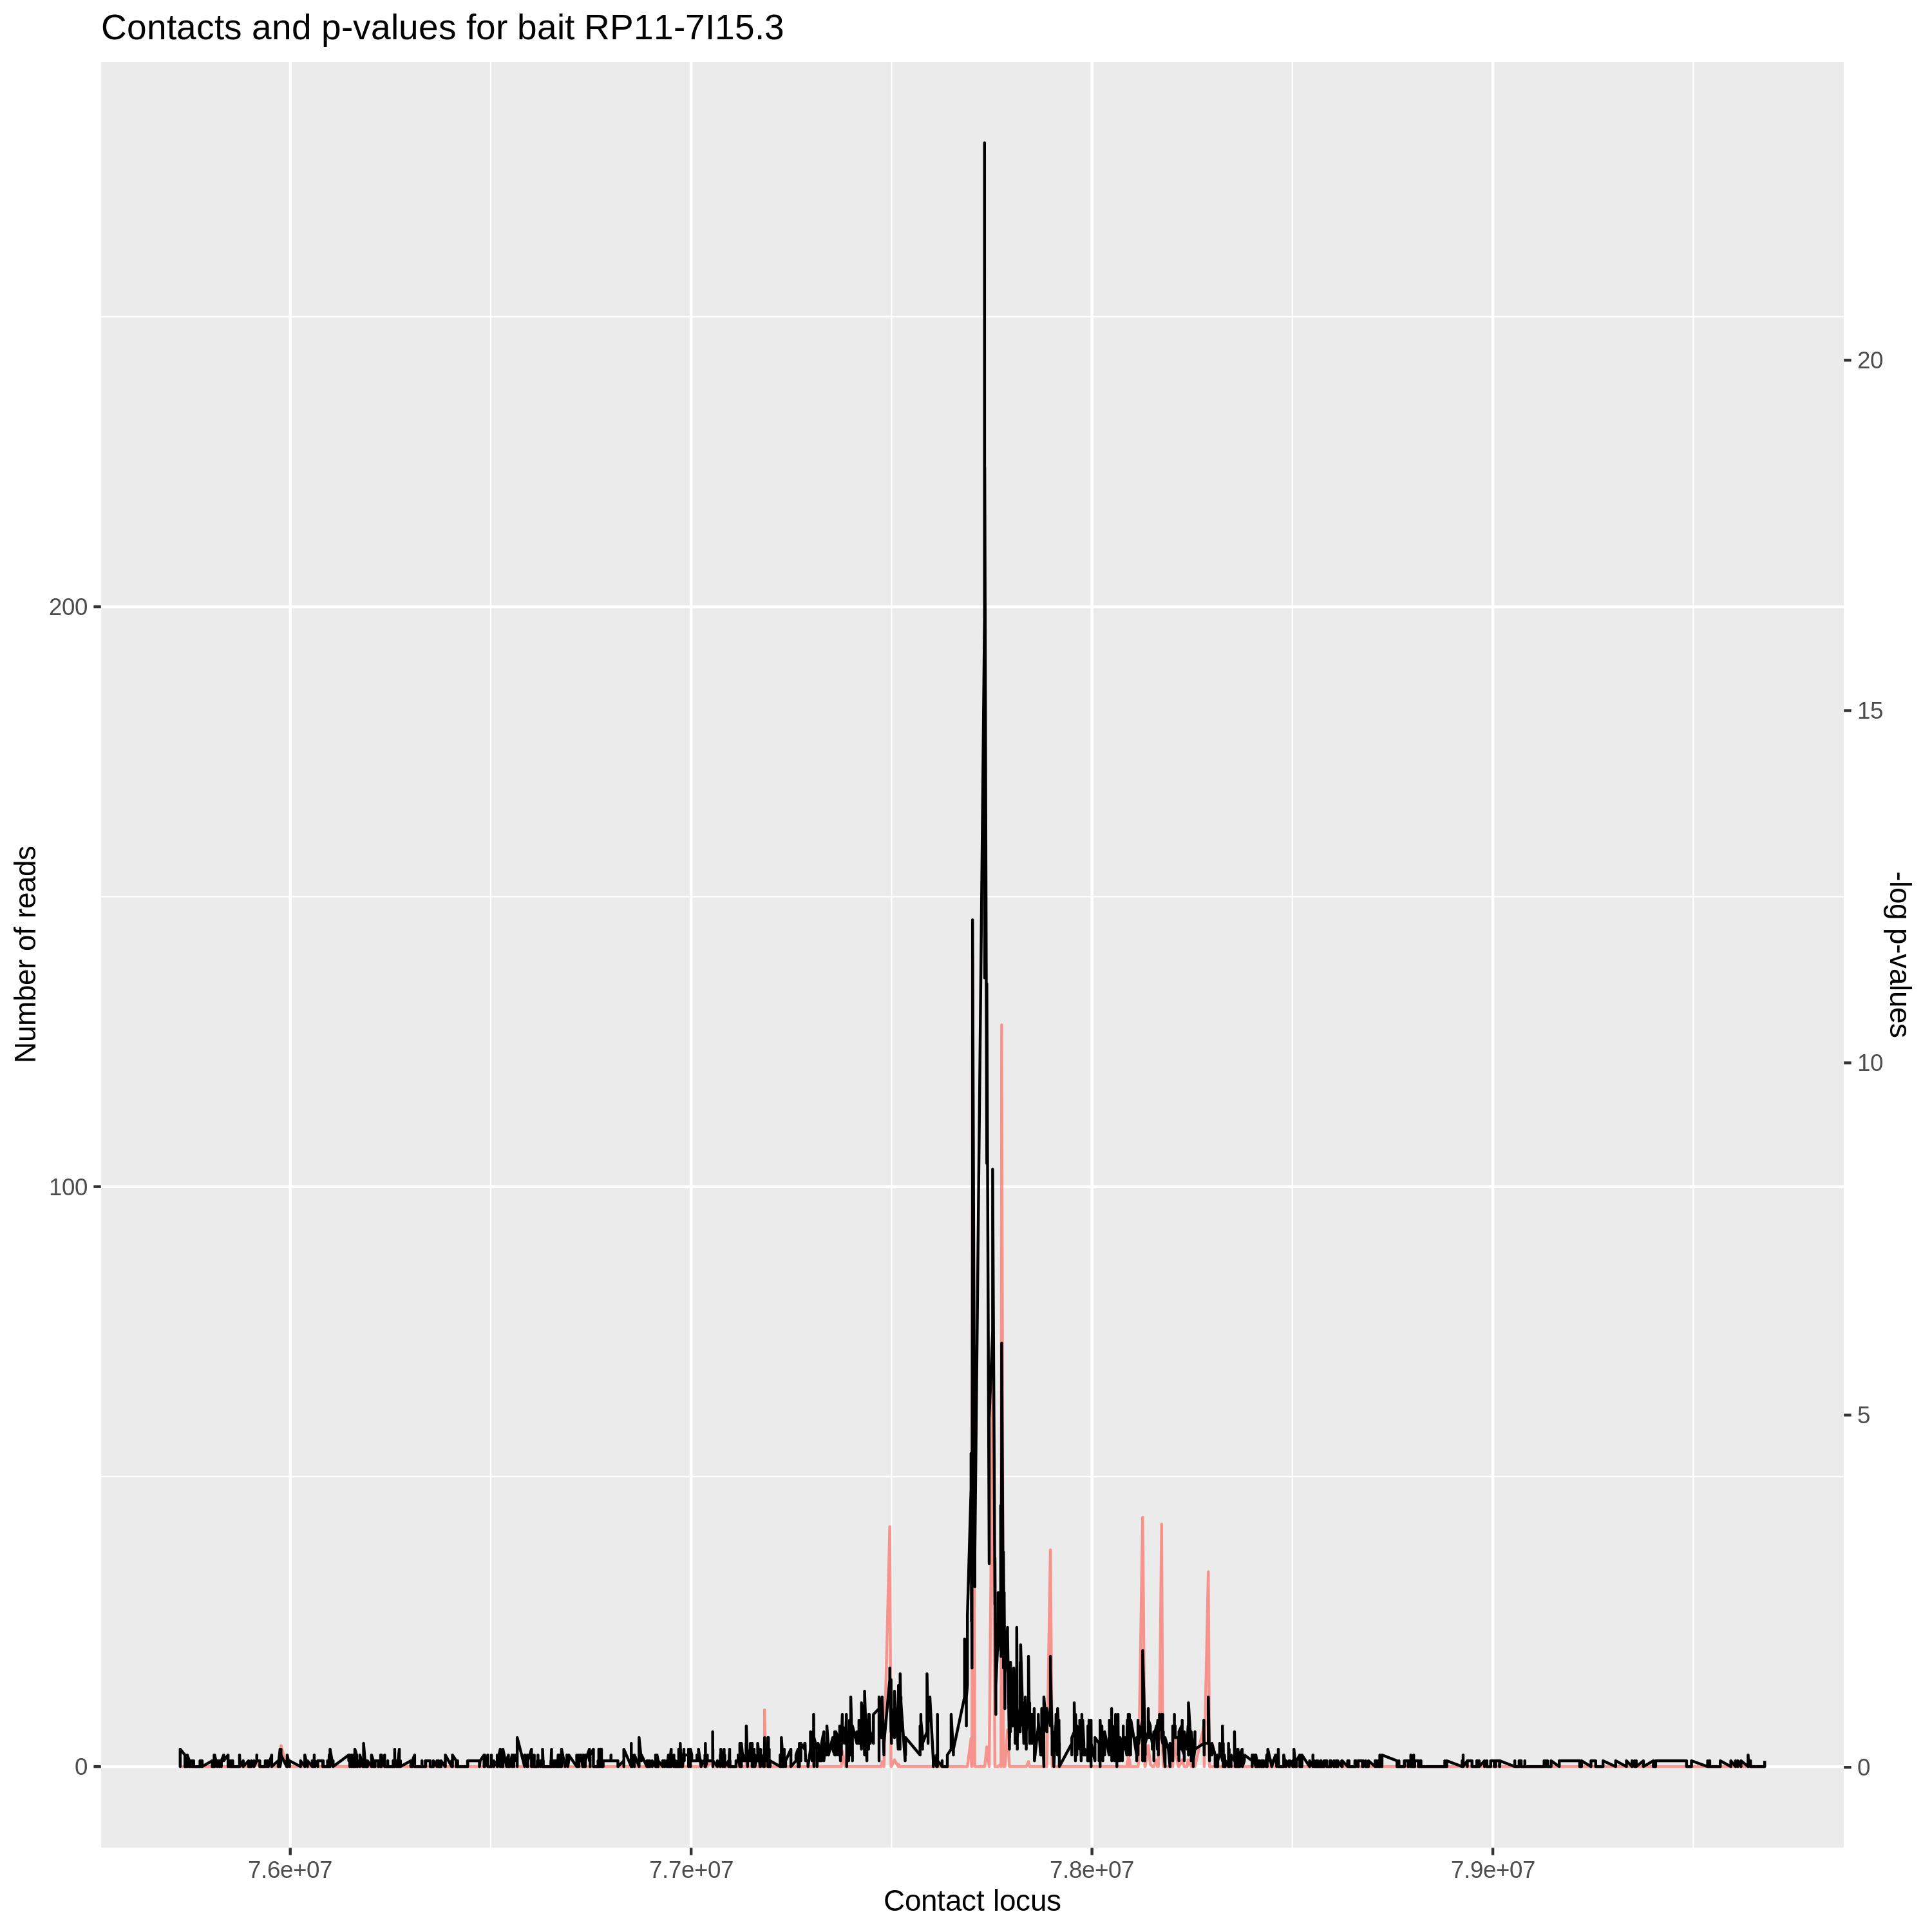 Contacts and p-values for bait RP11-7I15.3
Number of reads
200
100
0
20
15
10
5
0
-log p-values
7.6e+07
7.7e+07
7.8e+07
7.9e+07
Contact locus